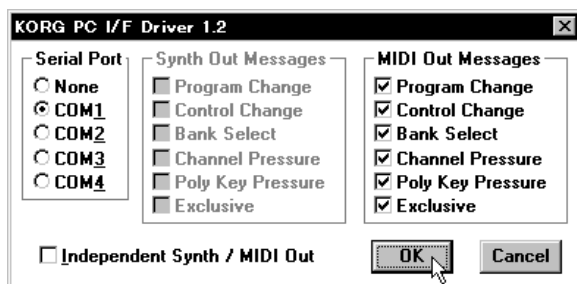 KORG PC I/F Driver 1.2
Serial Port
None
COM1
COM2
COM3
COM4
Synth Out Messages
Program Change
Control Change
Bank Select
Channel Pressure
Poly Key Pressure
Exclusive
MIDI Out Messages
Program Change
Control Change
Bank Select
Channel Pressure
Poly Key Pressure
Exclusive
Independent Synth / MIDI Out
OK
Cancel